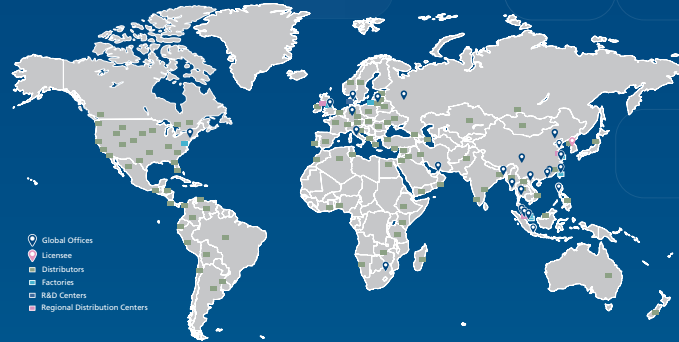 Global Offices
Licensee
Distributors
Factories
R&D Centers
Regional Distribution Centers